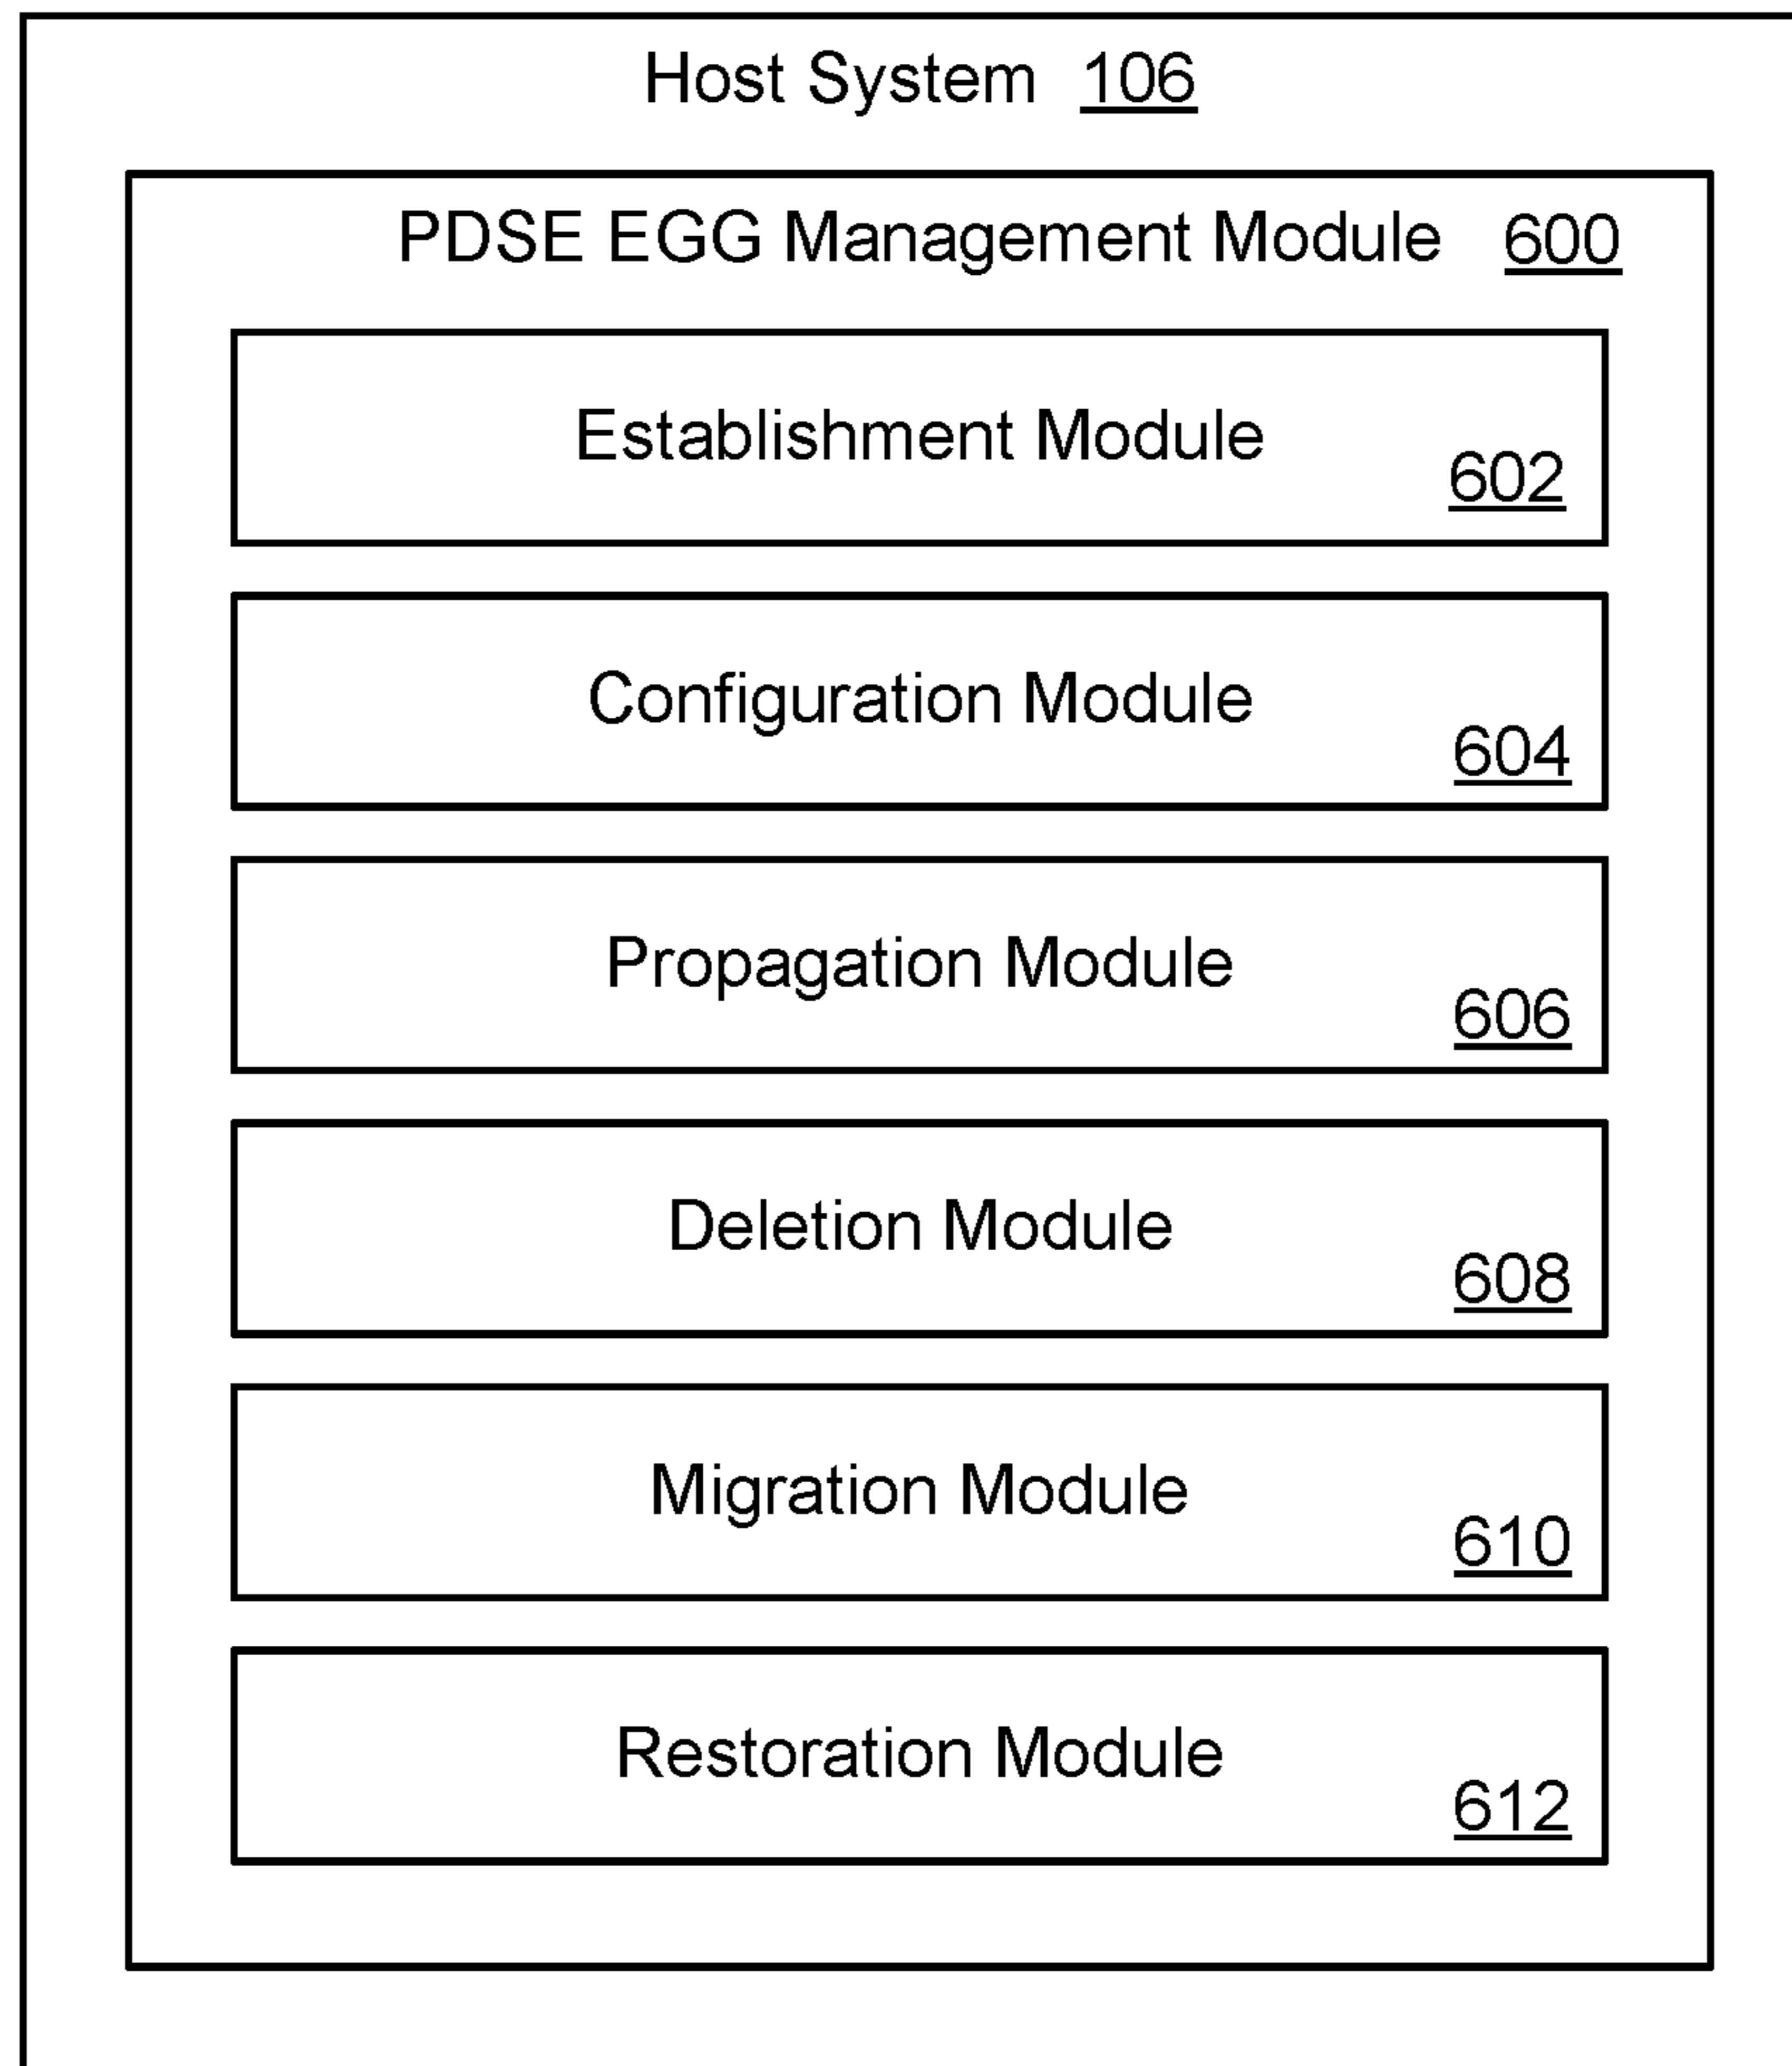 Host System 106
PDSE EGG Management Module 600
Establishment Module
602
Configuration Module
604
Propagation Module
606
Deletion Module
608
Migration Module
610
Restoration Module
612